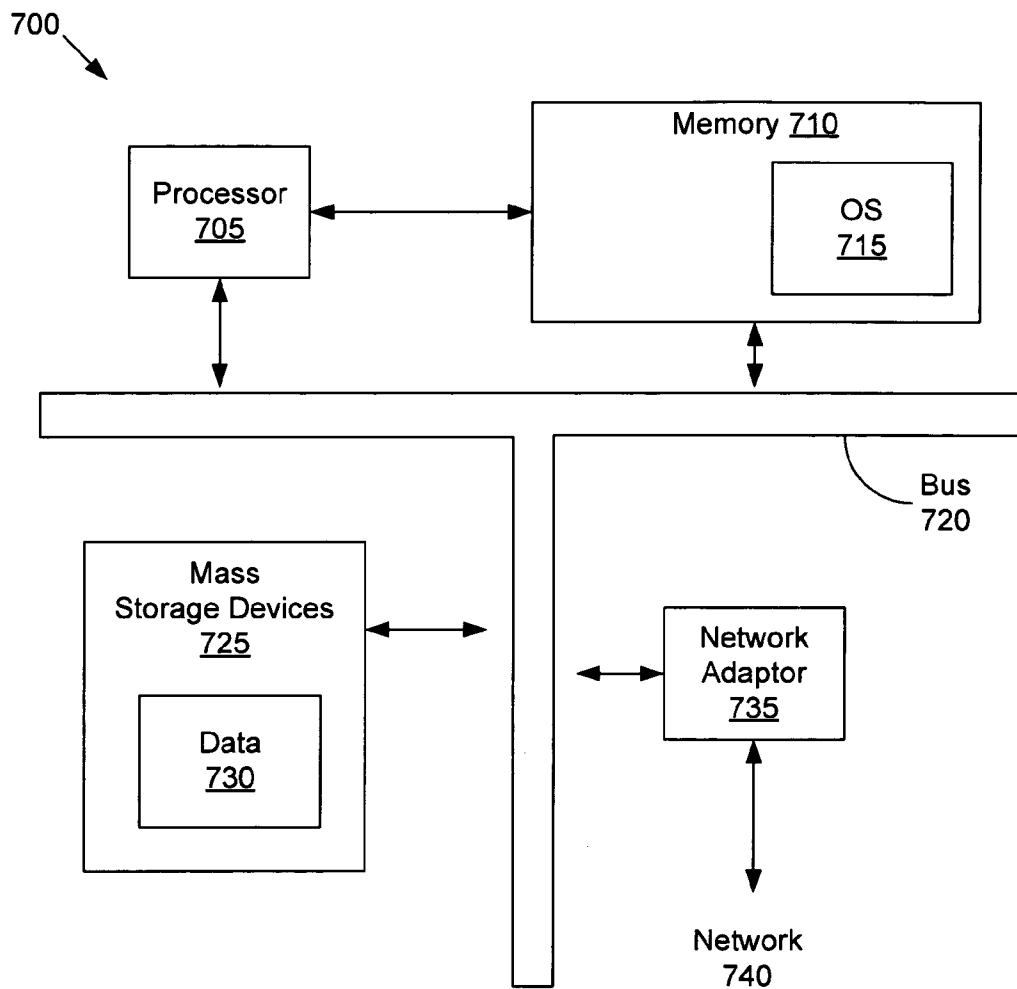 700
Memory 710
Processor
705
OS
715
Bus
720
Mass
Storage Devices
725
Network
Adaptor
735
Data
730
Network
740